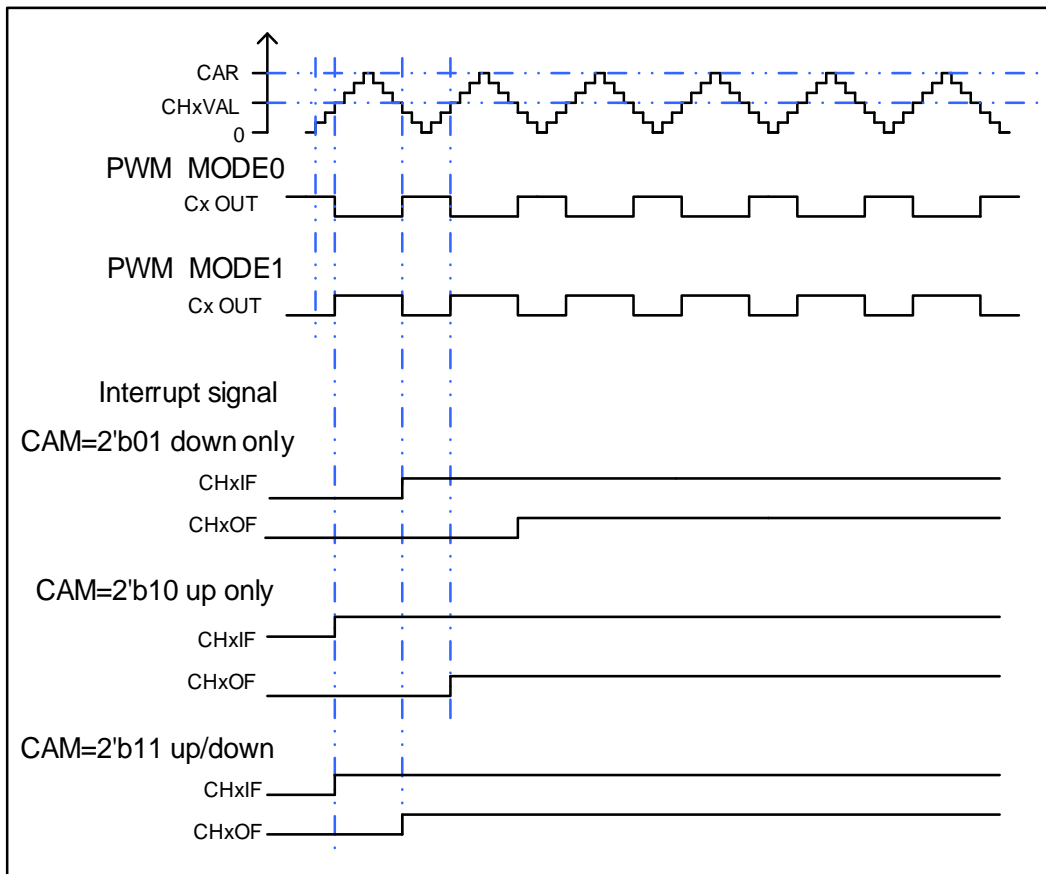 CAR
CHxVAL
0
PWM MODE0
Cx OUT
PWM MODE1
Cx OUT
Interrupt signal
CAM=2'b01 down only
CHxIF
CHxOF
CAM=2'b10 up only
CHxIF
CHxOF
CAM=2'b11 up/down
CHxIF
CHxOF